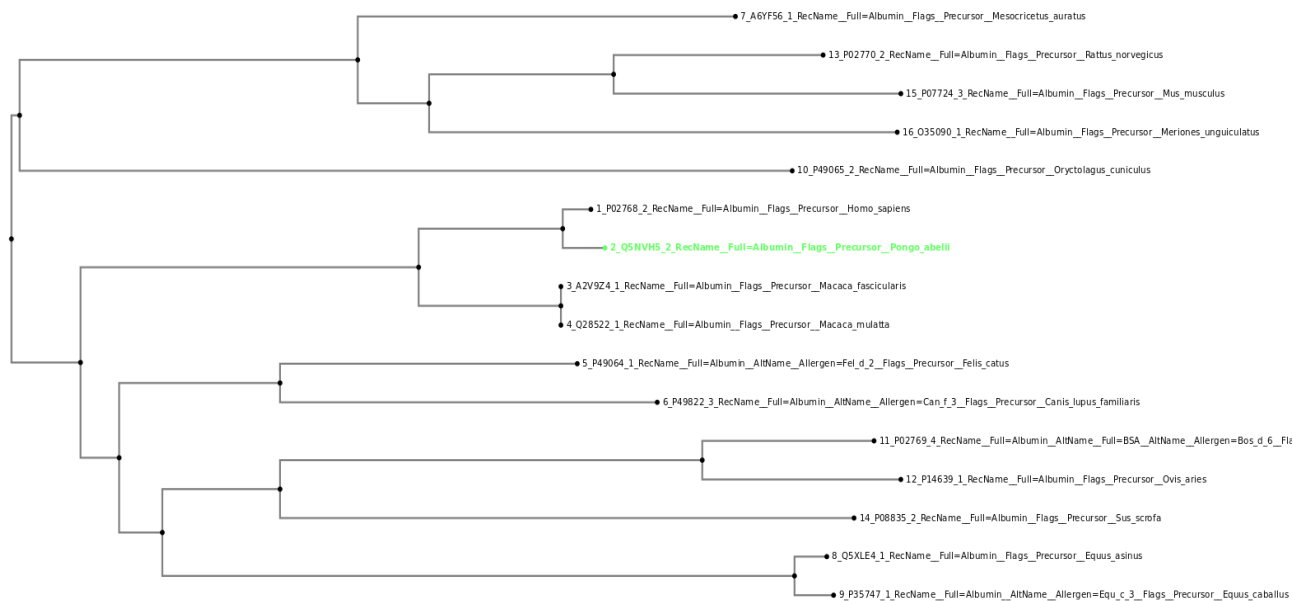 7_A6YF56_1_RecName__Full=Albumin__Flags__Precursor__Mesocricetus_auratus
13_P02770_2_RecName__Full=Albumin__Flags__Precursor__Rattus_norvegicus
15_P07724_3_RecName__Full=Albumin__Flags__Precursor__Mus_musculus
16_O35090_1_RecName__Full=Albumin__Flags__Precursor__Meriones_unguiculatus
10_P49065_2_RecName__Full=Albumin__Flags__Precursor__Oryctolagus_cuniculus
1_P02768_2_RecName__Full=Albumin__Flags__Precursor__Homo_sapiens
2_Q5NVH5_2_RecName__Full=Albumin__Flags__Precursor__Pongo_abelii
3_A2V9Z4_1_RecName__Full=Albumin__Flags__Precursor__Macaca_fascicularis
4_Q28522_1_RecName__Full=Albumin__Flags__Precursor__Macaca_mulatta
5_P49064_1_RecName__Full=Albumin__AltName__Allergen=Fel_d_2__Flags__Precursor__Felis_catus
6_P49822_3_RecName__Full=Albumin__AltName__Allergen=Can_f_3__Flags__Precursor__Canis_lupus_familiaris
11_P02769_4_RecName__Full=Albumin__AltName__Full=BSA__AltName__Allergen=Bos_d_6__Fla
12_P14639_1_RecName__Full=Albumin__Flags__Precursor__Ovis_aries
14_P08835_2_RecName__Full=Albumin__Flags__Precursor__Sus_scrofa
8_Q5XLE4_1_RecName__Full=Albumin__Flags__Precursor__Equus_asinus
9_P35747_1_RecName__Full=Albumin__AltName__Allergen=Equ_c_3__Flags__Precursor__Equus_caballus